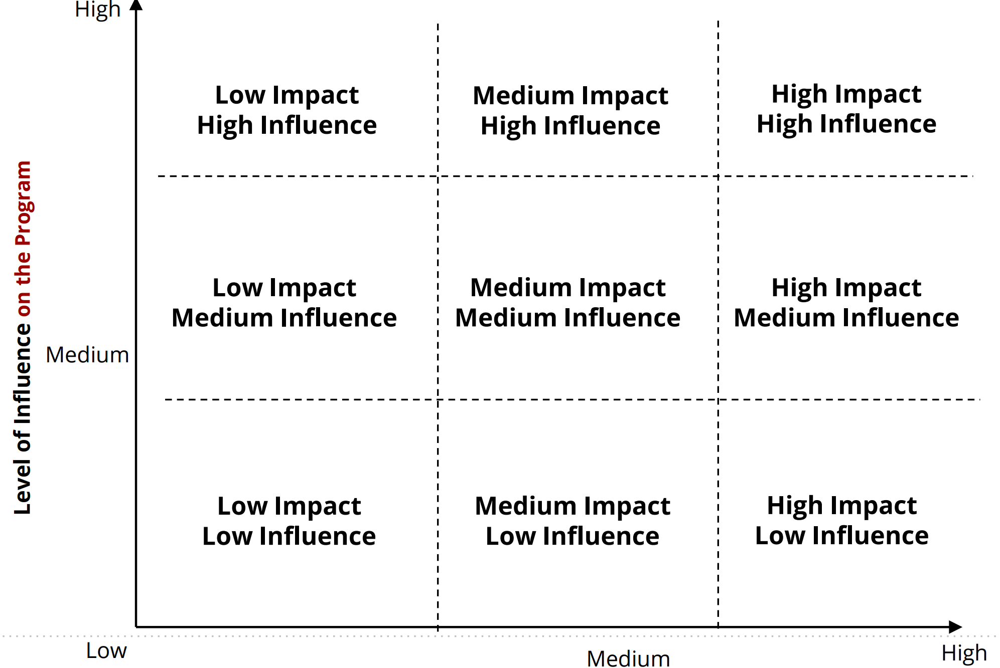 High
Low Impact
High Influence
Medium Impact
High Influence
High Impact
High Influence
Level of Influence on the Program
Low Impact
Medium Influence
Medium Impact
Medium Influence
High Impact
Medium Influence
Medium
Low Impact
Low Influence
Medium Impact
Low Influence
High Impact
Low Influence
Low
Medium
High